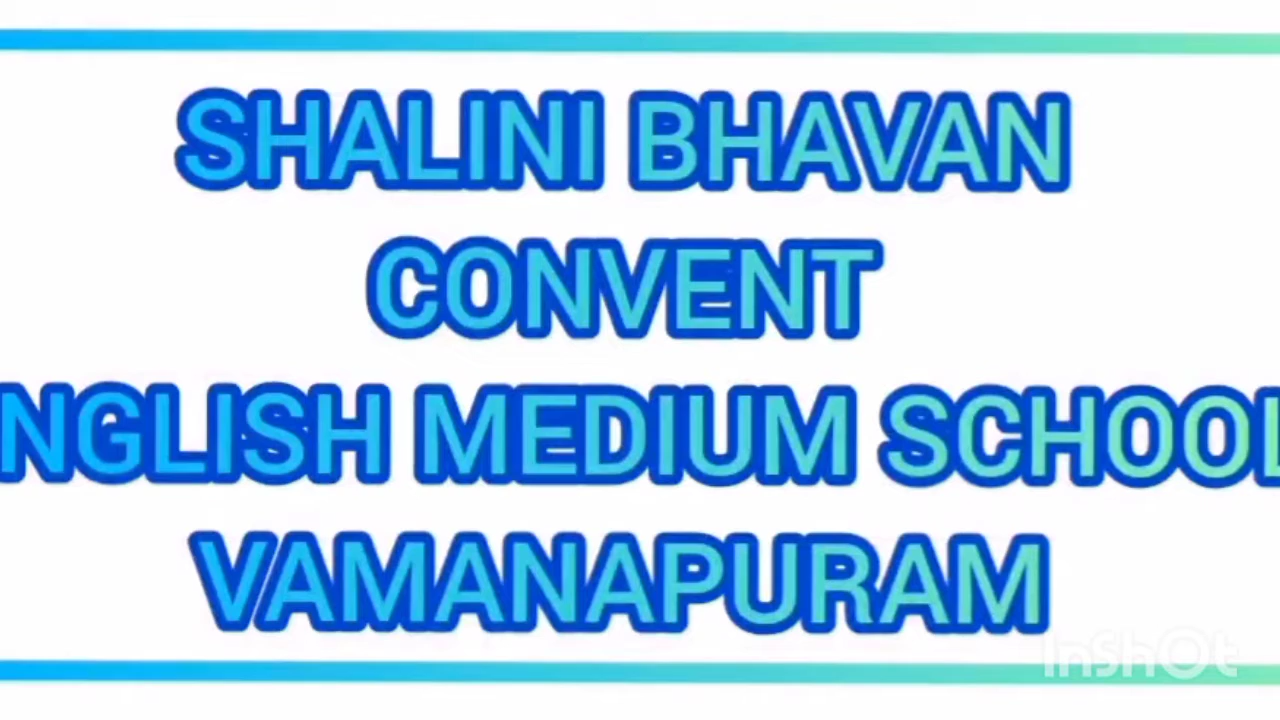 SHALINI BHAVAN
CONVENT
NGLISH MEDIUM SCHOOL
VAMANAPURAM
InShOt